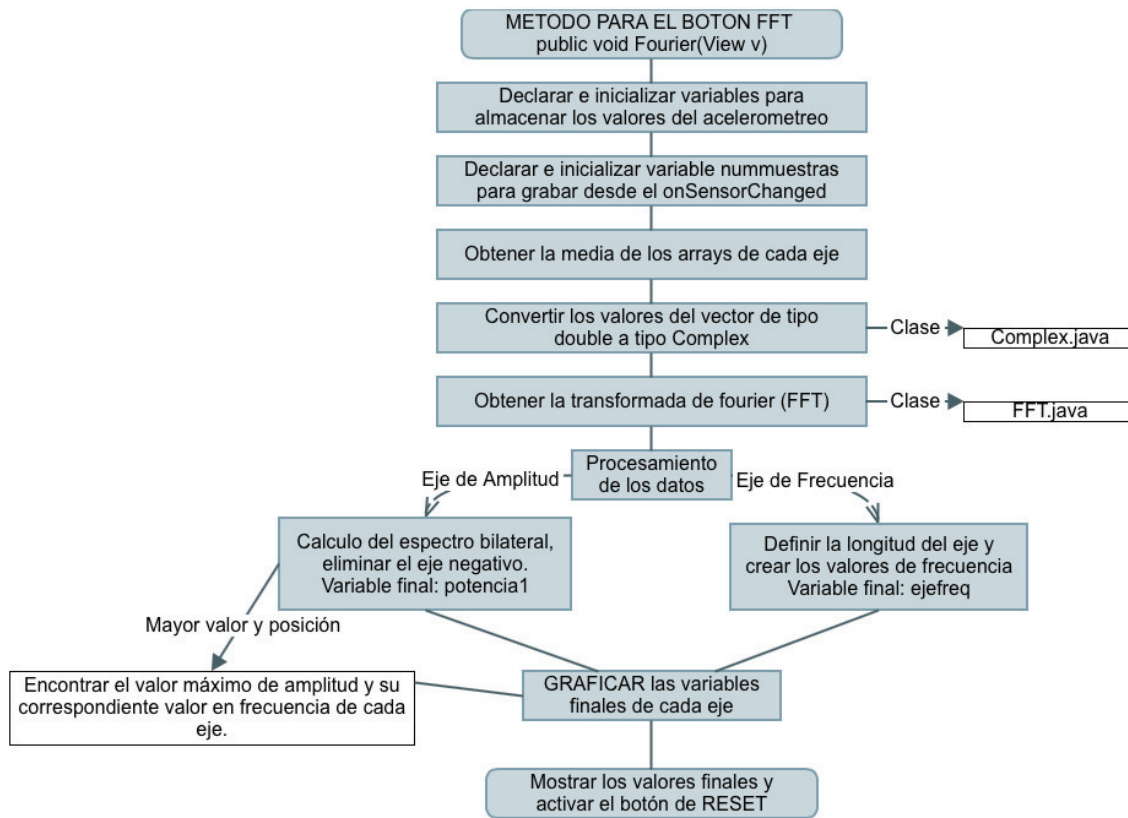 METODO PARA EL BOTON FFT
public void Fourier(View v)
Declarar e inicializar variables para
almacenar los valores del acelerometreo
Declarar e inicializar variable nummuestras
para grabar desde el onSensorChanged
Obtener la media de los arrays de cada eje
Convertir los valores del vector de tipo
double a tipo Complex
Clase
Complex.java
Obtener la transformada de fourier (FFT)
Clase
FFT.java
Procesamiento
de los datos
Eje de Amplitud
Eje de Frecuencia
Calculo del espectro bilateral,
eliminar el eje negativo.
Variable final: potencia1
Definir la longitud del eje y
crear los valores de frecuencia
Variable final: ejefreq
Mayor valor y posición
Encontrar el valor máximo de amplitud y su
correspondiente valor en frecuencia de cada
eje.
GRAFICAR las variables
finales de cada eje
Mostrar los valores finales y
activar el botón de RESET